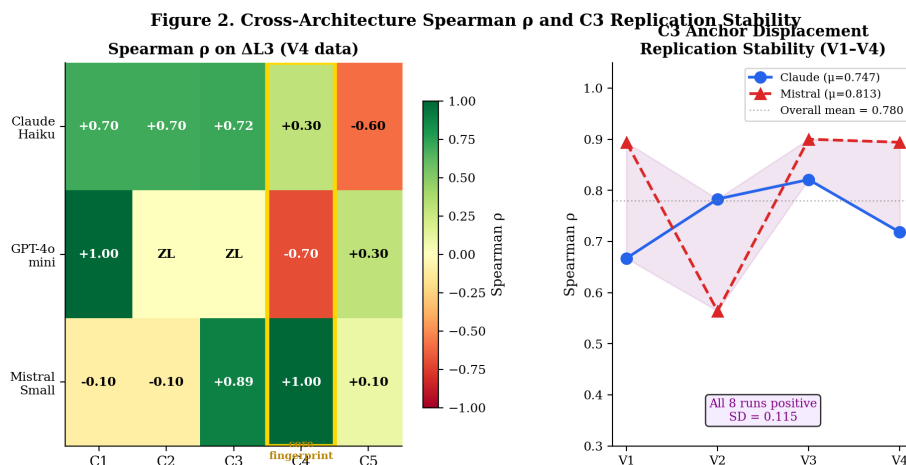 Figure 2. Cross-Architecture Spearman ρ and C3 Replication Stability
Spearman ρ on ΔL3 (V4 data)
Claude
Haiku
+0.70 +0.70 +0.72 +0.30 -0.60
GPT-4o
mini
+1.00 ZL ZL -0.70 +0.30
Mistral
Small
-0.10 -0.10 +0.89 +1.00 +0.10
C1 C2 C3 C4 C5
fingerprint
1.00
0.75
0.50
0.25
0.00
−0.25
−0.50
−0.75
−1.00
Spearman ρ
C3 Anchor Displacement
Replication Stability (V1–V4)
Claude (μ=0.747)
Mistral (μ=0.813)
Overall mean = 0.780
Spearman ρ
1.0
0.9
0.8
0.7
0.6
0.5
0.4
0.3
All 8 runs positive
SD = 0.115
V1 V2 V3 V4